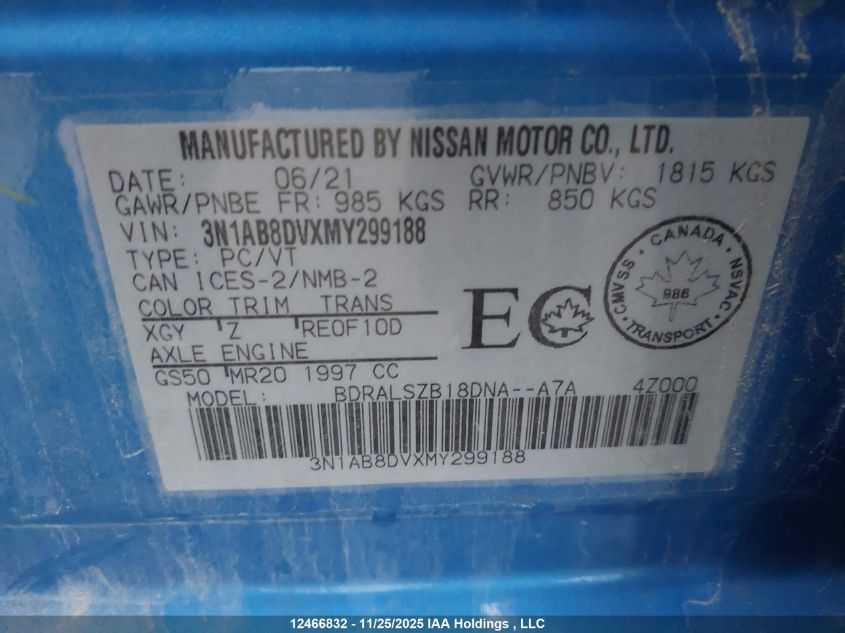 MANUFACTURED BY NISSAN MOTOR CO., LTD.
DATE: 06/21 GVWR/PNBV: 1815 KGS
GAWR/PNBE FR: 985 KGS RR: 850 KGS
VIN: 3N1AB8DVXMY299188
TYPE: PC/VT
CAN ICES-2/NMB-2
COLOR TRIM TRANS
XGY Z RE0F10D
AXLE ENGINE
GS50 MR20 1997 CC
EC
CANADA
CMVSS NSVAC
986
TRANSPORT
MODEL: BDRALSZB18DNA--A7A 4Z000
3N1AB8DVXMY299188
12466832 - 11/25/2025 IAA Holdings , LLC